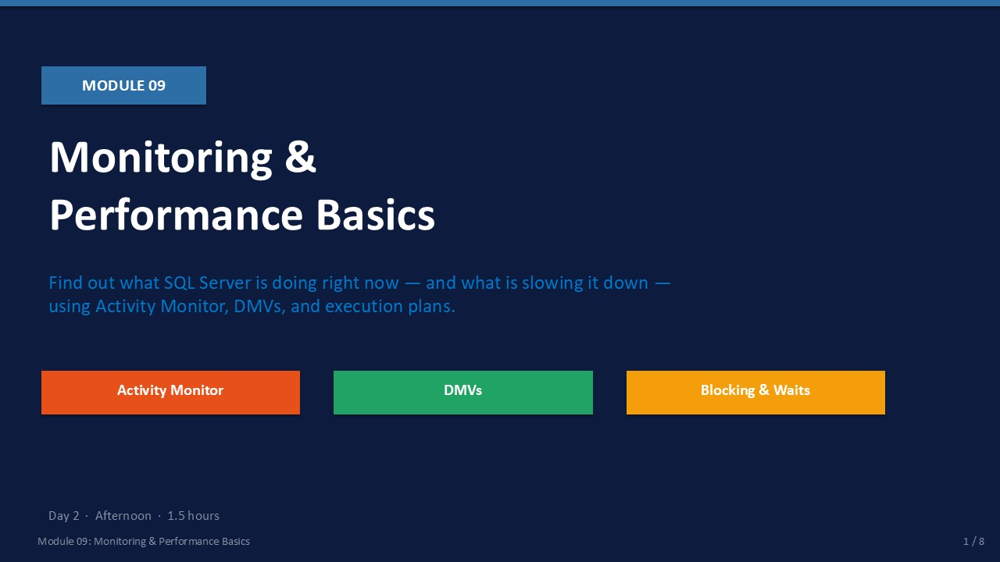 MODULE 09
Monitoring &
Performance Basics
Find out what SQL Server is doing right now — and what is slowing it down —
using Activity Monitor, DMVs, and execution plans.
Activity Monitor
DMVs
Blocking & Waits
Day 2 · Afternoon · 1.5 hours
Module 09: Monitoring & Performance Basics
1 / 8